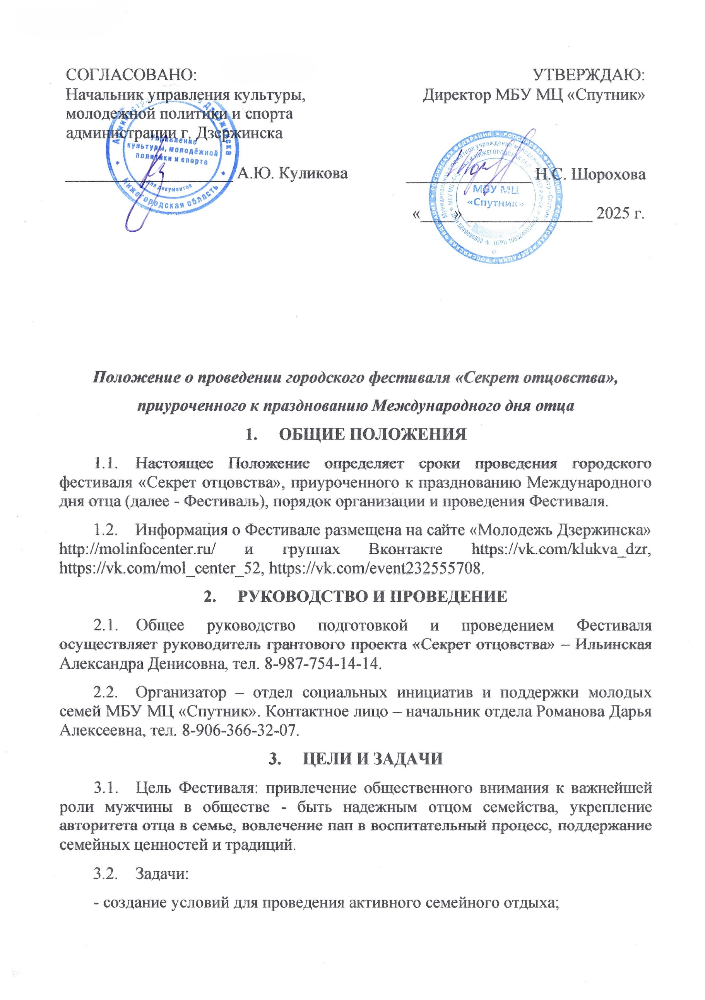 СОГЛАСОВАНО:
Начальник управления культуры,
молодежной политики и спорта
администрации г. Дзержинска
А.Ю. Куликова
Управление
культуры, молодёжной
политики и спорта
для документов
Нижегородская область
УТВЕРЖДАЮ:
Директор МБУ МЦ «Спутник»
Н.С. Шорохова
«____» _______________ 2025 г.
МБУ МЦ
«Спутник»
Положение о проведении городского фестиваля «Секрет отцовства»,
приуроченного к празднованию Международного дня отца
1. ОБЩИЕ ПОЛОЖЕНИЯ
1.1. Настоящее Положение определяет сроки проведения городского
фестиваля «Секрет отцовства», приуроченного к празднованию Международного
дня отца (далее - Фестиваль), порядок организации и проведения Фестиваля.
1.2. Информация о Фестивале размещена на сайте «Молодежь Дзержинска»
http://molinfocenter.ru/ и группах Вконтакте https://vk.com/klukva_dzr,
https://vk.com/mol_center_52, https://vk.com/event232555708.
2. РУКОВОДСТВО И ПРОВЕДЕНИЕ
2.1. Общее руководство подготовкой и проведением Фестиваля
осуществляет руководитель грантового проекта «Секрет отцовства» – Ильинская
Александра Денисовна, тел. 8-987-754-14-14.
2.2. Организатор – отдел социальных инициатив и поддержки молодых
семей МБУ МЦ «Спутник». Контактное лицо – начальник отдела Романова Дарья
Алексеевна, тел. 8-906-366-32-07.
3. ЦЕЛИ И ЗАДАЧИ
3.1. Цель Фестиваля: привлечение общественного внимания к важнейшей
роли мужчины в обществе - быть надежным отцом семейства, укрепление
авторитета отца в семье, вовлечение пап в воспитательный процесс, поддержание
семейных ценностей и традиций.
3.2. Задачи:
- создание условий для проведения активного семейного отдыха;